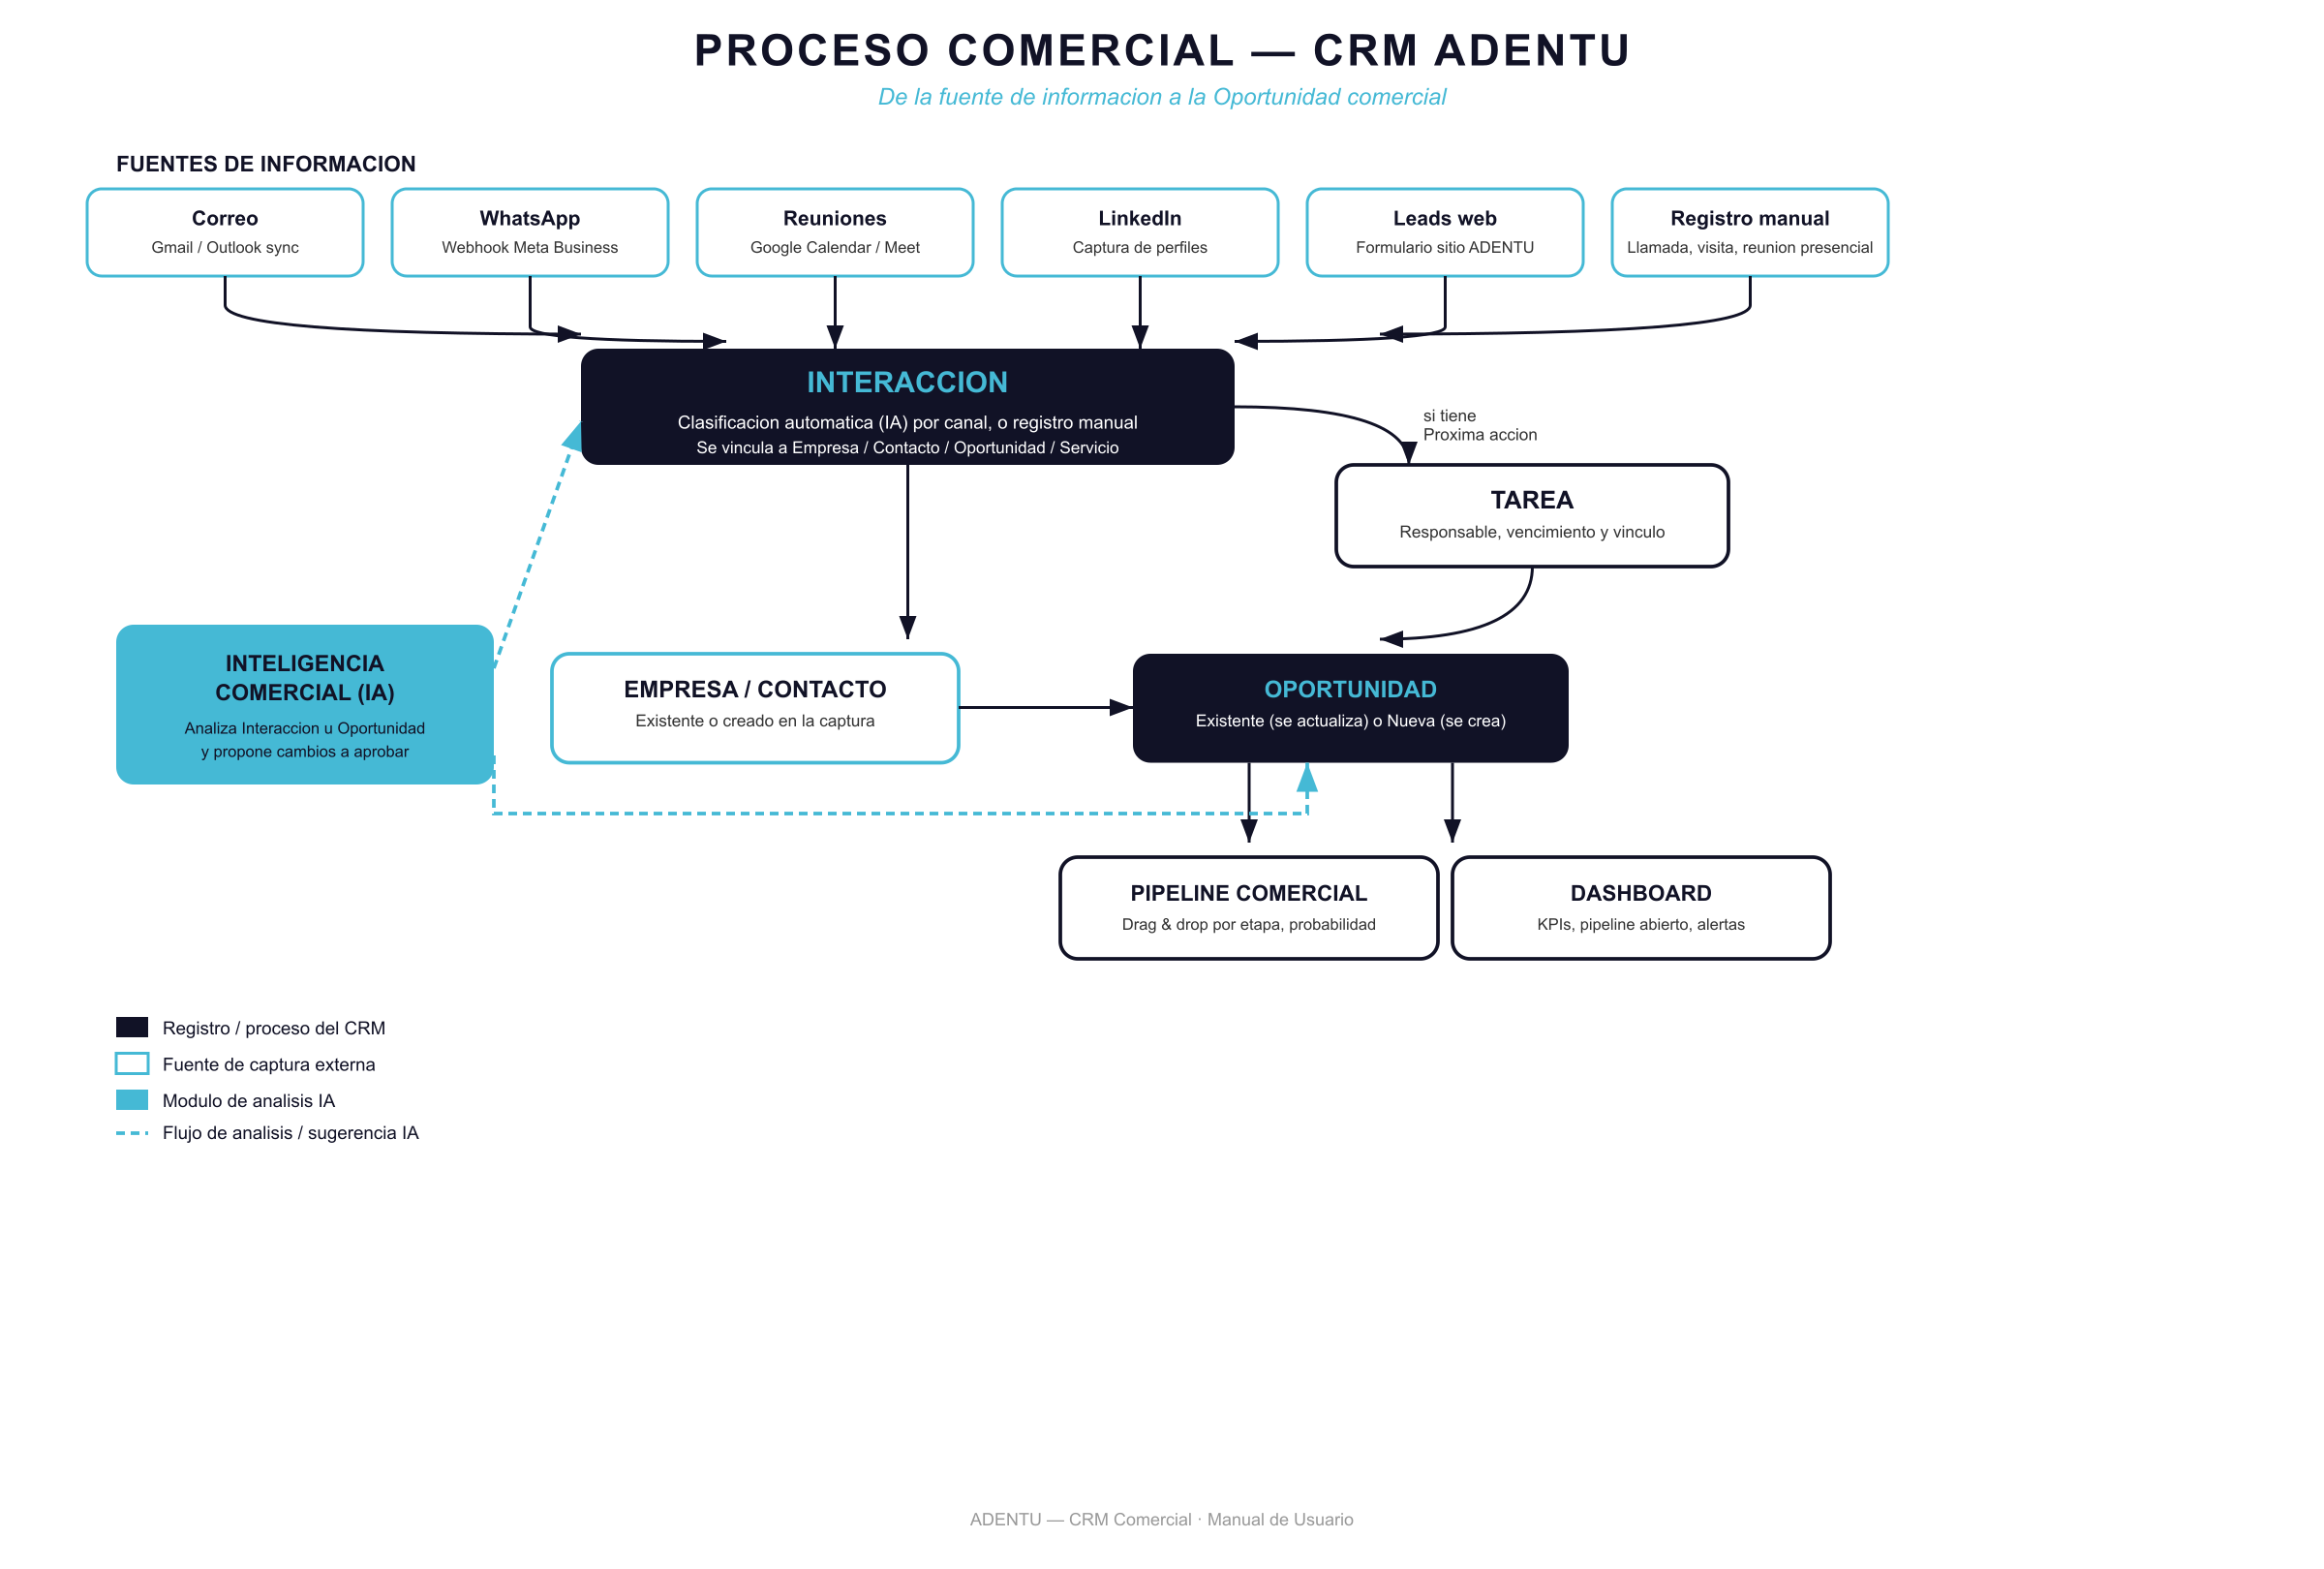 PROCESO COMERCIAL — CRM ADENTU
De la fuente de informacion a la Oportunidad comercial
FUENTES DE INFORMACION
Correo
Gmail / Outlook sync
WhatsApp
Webhook Meta Business
Reuniones
Google Calendar / Meet
LinkedIn
Captura de perfiles
Leads web
Formulario sitio ADENTU
Registro manual
Llamada, visita, reunion presencial
INTERACCION
Clasificacion automatica (IA) por canal, o registro manual
Se vincula a Empresa / Contacto / Oportunidad / Servicio
si tiene
Proxima accion
TAREA
Responsable, vencimiento y vinculo
INTELIGENCIA
COMERCIAL (IA)
Analiza Interaccion u Oportunidad
y propone cambios a aprobar
EMPRESA / CONTACTO
Existente o creado en la captura
OPORTUNIDAD
Existente (se actualiza) o Nueva (se crea)
PIPELINE COMERCIAL
Drag & drop por etapa, probabilidad
DASHBOARD
KPIs, pipeline abierto, alertas
Registro / proceso del CRM
Fuente de captura externa
Modulo de analisis IA
Flujo de analisis / sugerencia IA
ADENTU — CRM Comercial · Manual de Usuario